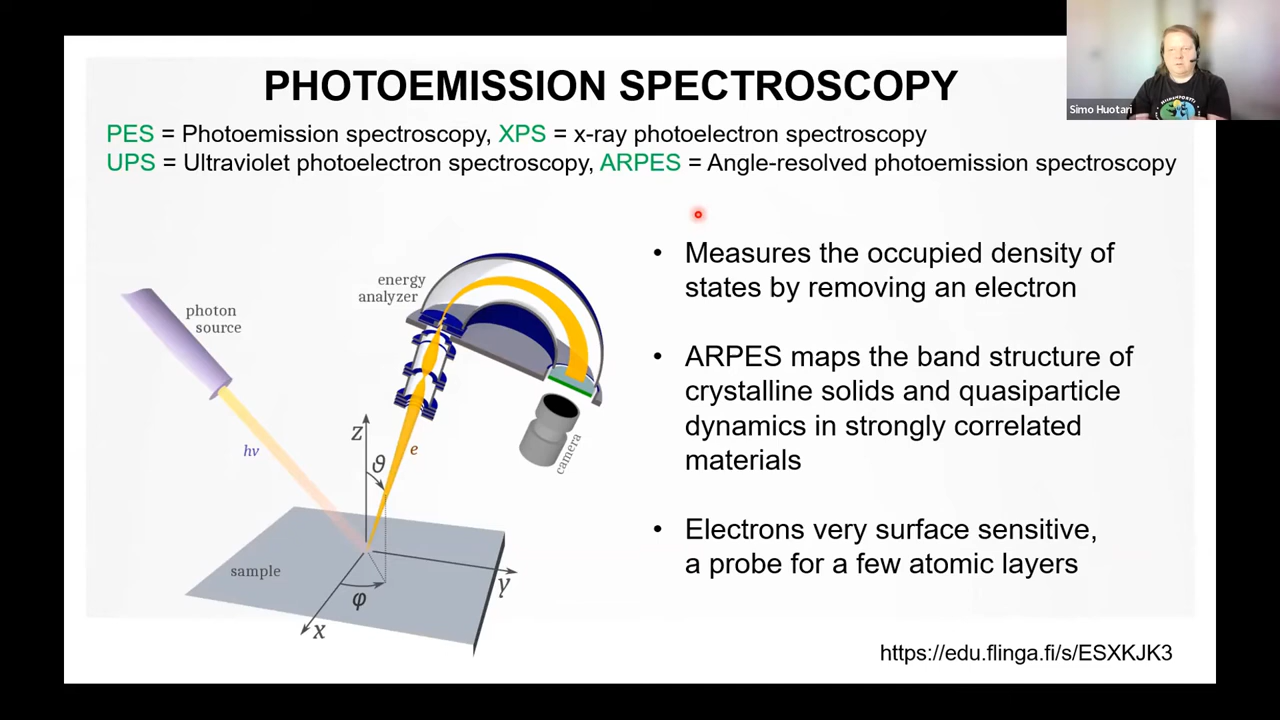 PHOTOEMISSION SPECTROSCOPY
PES = Photoemission spectroscopy, XPS = x-ray photoelectron spectroscopy
UPS = Ultraviolet photoelectron spectroscopy, ARPES = Angle-resolved photoemission spectroscopy
Simo Huotari
photon
source
energy
analyzer
hν
e
camera
z
ϑ
sample
φ
x
y
• Measures the occupied density of
states by removing an electron
• ARPES maps the band structure of
crystalline solids and quasiparticle
dynamics in strongly correlated
materials
• Electrons very surface sensitive,
a probe for a few atomic layers
https://edu.flinga.fi/s/ESXKJK3